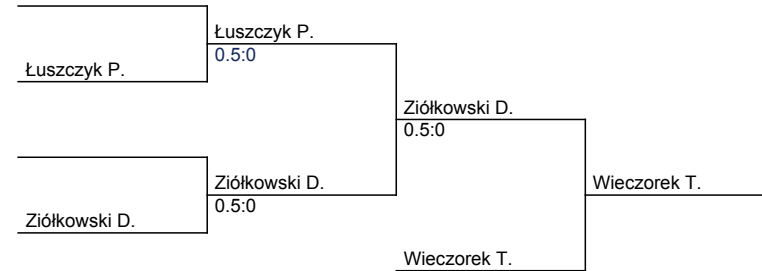 Łuszczyk P.
0.5:0
Łuszczyk P.
Ziółkowski D.
0.5:0
Ziółkowski D.
0.5:0
Wieczorek T.
Ziółkowski D.
Wieczorek T.